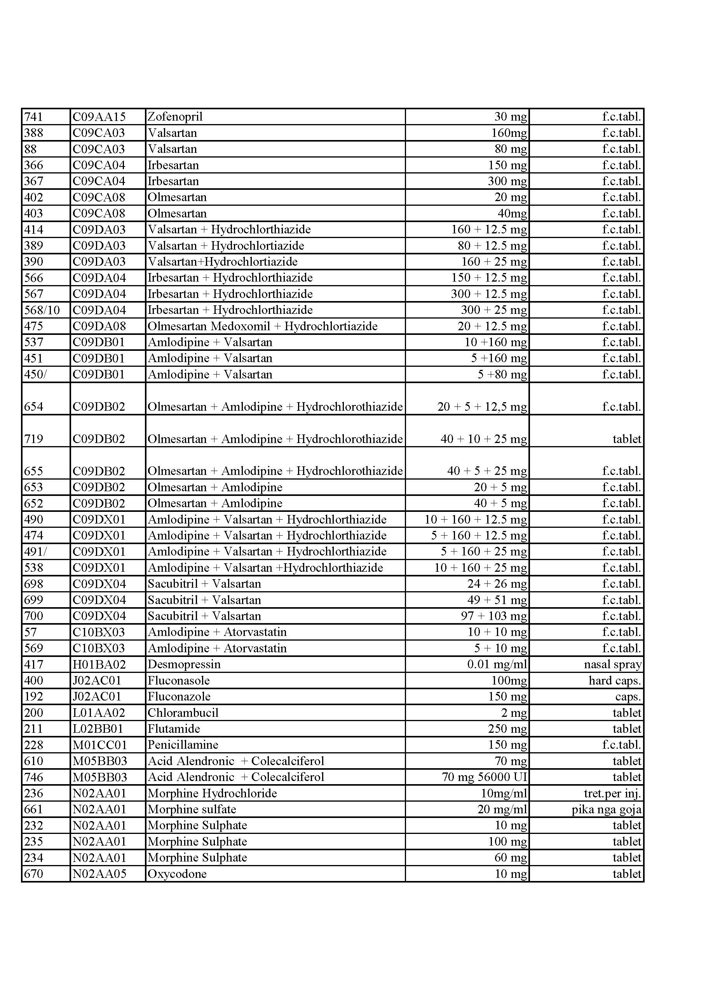 741 C09AA15 Zofenopril 30 mg f.c.tabl.
388 C09CA03 Valsartan 160mg f.c.tabl.
88 C09CA03 Valsartan 80 mg f.c.tabl.
366 C09CA04 Irbesartan 150 mg f.c.tabl.
367 C09CA04 Irbesartan 300 mg f.c.tabl.
402 C09CA08 Olmesartan 20 mg f.c.tabl.
403 C09CA08 Olmesartan 40mg f.c.tabl.
414 C09DA03 Valsartan + Hydrochlorthiazide 160 + 12.5 mg f.c.tabl.
389 C09DA03 Valsartan + Hydrochlortiazide 80 + 12.5 mg f.c.tabl.
390 C09DA03 Valsartan+Hydrochlortiazide 160 + 25 mg f.c.tabl.
566 C09DA04 Irbesartan + Hydrochlorthiazide 150 + 12.5 mg f.c.tabl.
567 C09DA04 Irbesartan + Hydrochlorthiazide 300 + 12.5 mg f.c.tabl.
568/10 C09DA04 Irbesartan + Hydrochlorthiazide 300 + 25 mg f.c.tabl.
475 C09DA08 Olmesartan Medoxomil + Hydrochlortiazide 20 + 12.5 mg f.c.tabl.
537 C09DB01 Amlodipine + Valsartan 10 +160 mg f.c.tabl.
451 C09DB01 Amlodipine + Valsartan 5 +160 mg f.c.tabl.
450/ C09DB01 Amlodipine + Valsartan 5 +80 mg f.c.tabl.
654 C09DB02 Olmesartan + Amlodipine + Hydrochlorothiazide 20 + 5 + 12,5 mg f.c.tabl.
719 C09DB02 Olmesartan + Amlodipine + Hydrochlorothiazide 40 + 10 + 25 mg tablet
655 C09DB02 Olmesartan + Amlodipine + Hydrochlorothiazide 40 + 5 + 25 mg f.c.tabl.
653 C09DB02 Olmesartan + Amlodipine 20 + 5 mg f.c.tabl.
652 C09DB02 Olmesartan + Amlodipine 40 + 5 mg f.c.tabl.
490 C09DX01 Amlodipine + Valsartan + Hydrochlorthiazide 10 + 160 + 12.5 mg f.c.tabl.
474 C09DX01 Amlodipine + Valsartan + Hydrochlorthiazide 5 + 160 + 12.5 mg f.c.tabl.
491/ C09DX01 Amlodipine + Valsartan + Hydrochlorthiazide 5 + 160 + 25 mg f.c.tabl.
538 C09DX01 Amlodipine + Valsartan +Hydrochlorthiazide 10 + 160 + 25 mg f.c.tabl.
698 C09DX04 Sacubitril + Valsartan 24 + 26 mg f.c.tabl.
699 C09DX04 Sacubitril + Valsartan 49 + 51 mg f.c.tabl.
700 C09DX04 Sacubitril + Valsartan 97 + 103 mg f.c.tabl.
57 C10BX03 Amlodipine + Atorvastatin 10 + 10 mg f.c.tabl.
569 C10BX03 Amlodipine + Atorvastatin 5 + 10 mg f.c.tabl.
417 H01BA02 Desmopressin 0.01 mg/ml nasal spray
400 J02AC01 Fluconasole 100mg hard caps.
192 J02AC01 Fluconazole 150 mg caps.
200 L01AA02 Chlorambucil 2 mg tablet
211 L02BB01 Flutamide 250 mg tablet
228 M01CC01 Penicillamine 150 mg f.c.tabl.
610 M05BB03 Acid Alendronic + Colecalciferol 70 mg tablet
746 M05BB03 Acid Alendronic + Colecalciferol 70 mg 56000 UI tablet
236 N02AA01 Morphine Hydrochloride 10mg/ml tret.per inj.
661 N02AA01 Morphine sulfate 20 mg/ml pika nga goja
232 N02AA01 Morphine Sulphate 10 mg tablet
235 N02AA01 Morphine Sulphate 100 mg tablet
234 N02AA01 Morphine Sulphate 60 mg tablet
670 N02AA05 Oxycodone 10 mg tablet